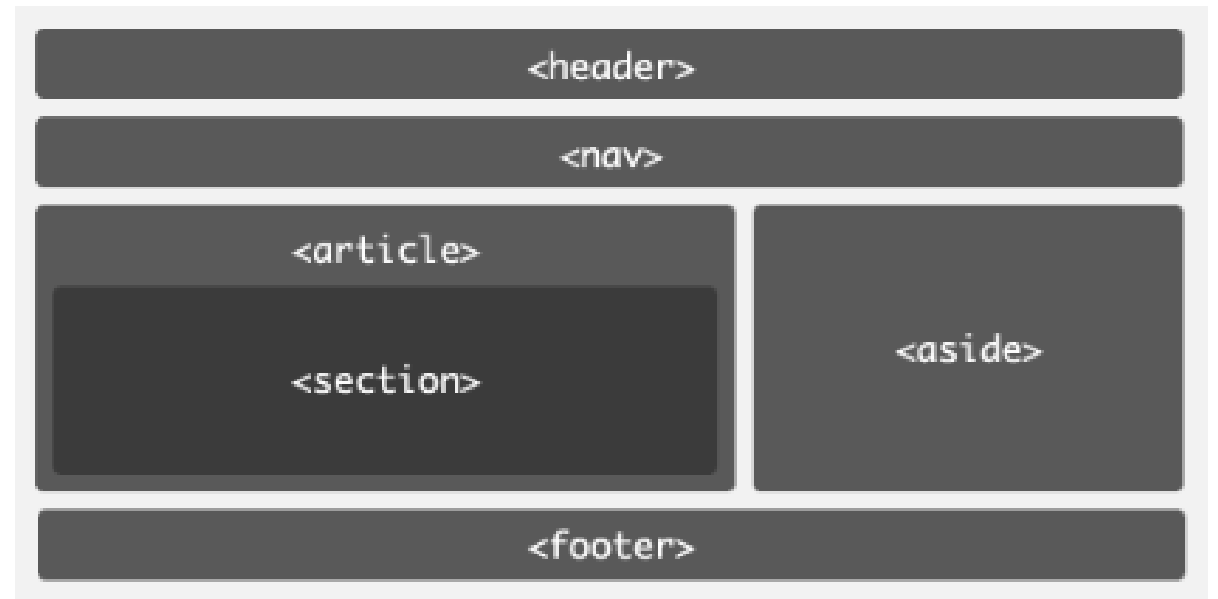 <header>
<nav>
<article>
<section>
<aside>
<footer>